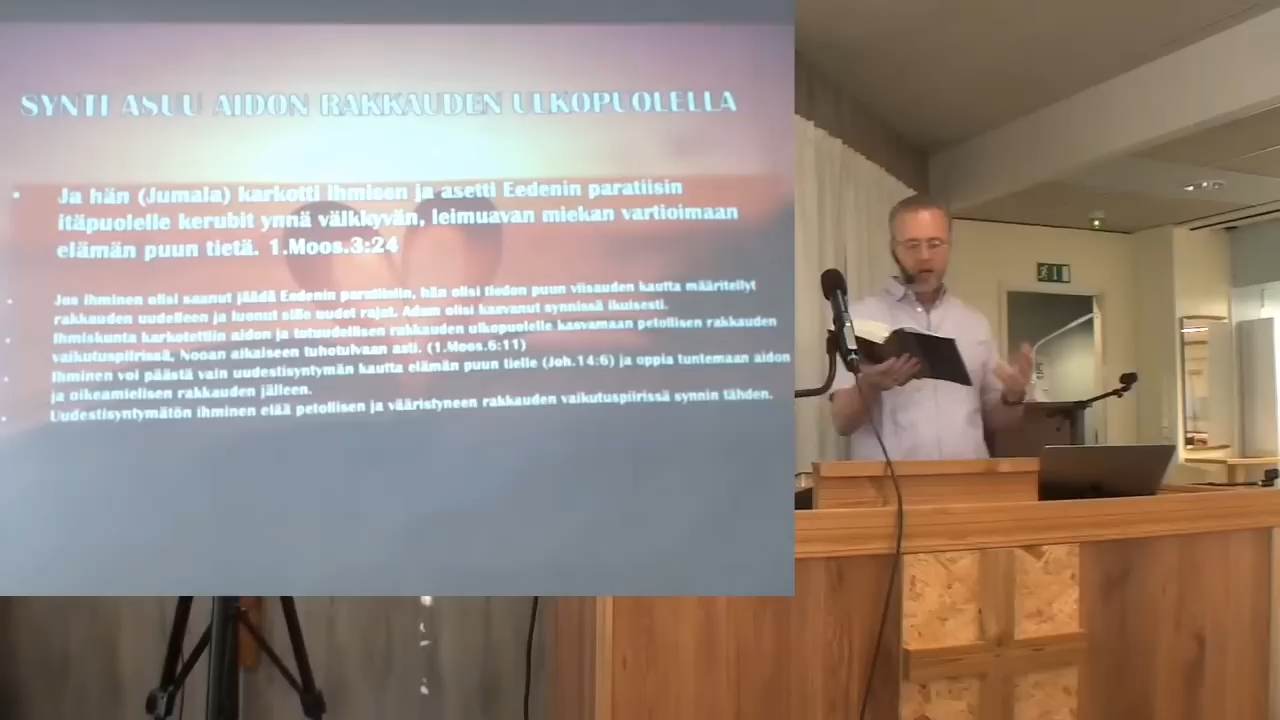 SYNTI ASUU AIDON RAKKAUDEN ULKOPUOLELLA
• Ja hän (Jumala) karkotti ihmisen ja asetti Eedenin paratiisin
itäpuolelle kerubit ynnä välkkyvän, leimuavan miekan vartioimaan
elämän puun tietä. 1.Moos.3:24
• Jos ihminen olisi saanut jäädä Eedenin paratiisiin, hän olisi tiedon puun viisauden kautta määritellyt
rakkauden uudelleen ja luonut sille uudet rajat. Adam olisi kasvanut synnissä ikuisesti.
• Ihmiskunta karkotettiin aidon ja totuudellisen rakkauden ulkopuolelle kasvamaan petollisen rakkauden
vaikutuspiirissä, Nooan aikaiseen tuhotulvaan asti. (1.Moos.6:11)
• Ihminen voi päästä vain uudestisyntymän kautta elämän puun tielle (Joh.14:6) ja oppia tuntemaan aidon
ja oikeamielisen rakkauden jälleen.
• Uudestisyntymätön ihminen elää petollisen ja vääristyneen rakkauden vaikutuspiirissä synnin tähden.